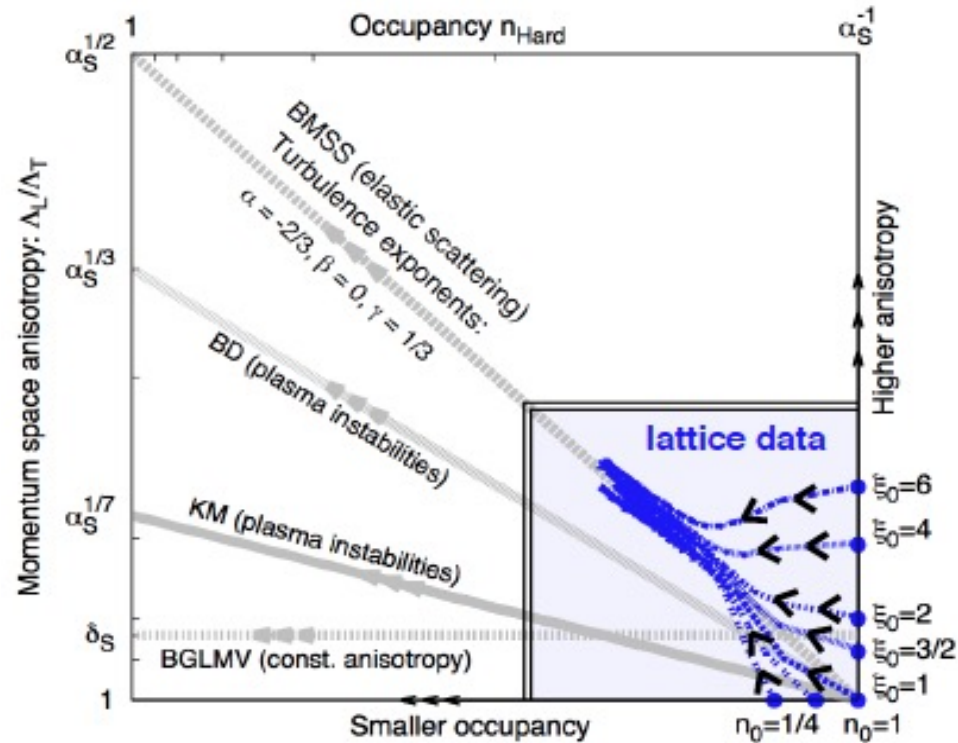 1 Occupancy n_Hard α_S^-1
α_S^1/2
BMSS (elastic scattering)
Turbulence exponents:
α = -2/3, β = 0, γ = 1/3
Momentum space anisotropy: Λ_L/Λ_T
α_S^1/3
BD (plasma instabilities)
Higher anisotropy
lattice data
ξ_0=6
α_S^1/7
KM (plasma instabilities)
ξ_0=4
ξ_0=2
δ_S
BGLMV (const. anisotropy)
ξ_0=3/2
ξ_0=1
1
Smaller occupancy
n_0=1/4 n_0=1